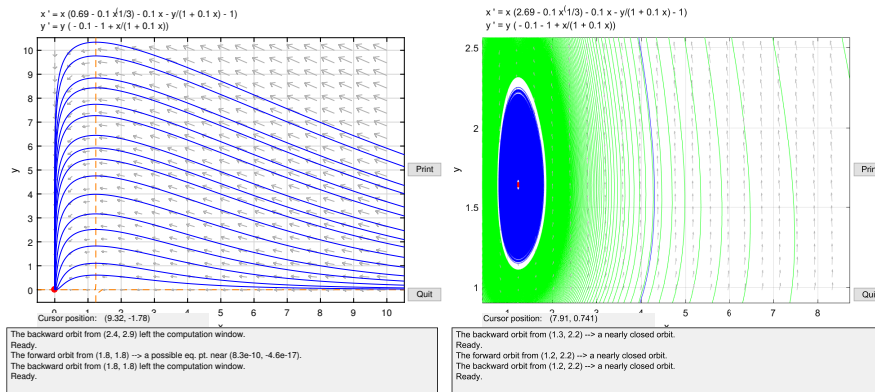 x ' = x (0.69 - 0.1 x^(1/3) - 0.1 x - y/(1 + 0.1 x) - 1)
y ' = y ( - 0.1 - 1 + x/(1 + 0.1 x))
10
9
8
7
6
5
4
3
2
1
0
y
0 1 2 3 4 5 6 7 8 9 10
x
Print
Quit
Cursor position: (9.32, -1.78)
The backward orbit from (2.4, 2.9) left the computation window.
Ready.
The forward orbit from (1.8, 1.8) --> a possible eq. pt. near (8.3e-10, -4.6e-17).
The backward orbit from (1.8, 1.8) left the computation window.
Ready.
x ' = x (2.69 - 0.1 x^(1/3) - 0.1 x - y/(1 + 0.1 x) - 1)
y ' = y ( - 0.1 - 1 + x/(1 + 0.1 x))
2.5
2
1.5
1
y
1 2 3 4 5 6 7 8
Prin
Qui
Cursor position: (7.91, 0.741)
The backward orbit from (1.3, 2.2) --> a nearly closed orbit.
Ready.
The forward orbit from (1.2, 2.2) --> a nearly closed orbit.
The backward orbit from (1.2, 2.2) --> a nearly closed orbit.
Ready.